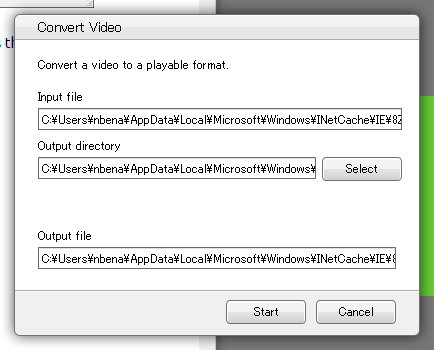 Convert Video
Convert a video to a playable format.
Input file
C:¥Users¥nbena¥AppData¥Local¥Microsoft¥Windows¥INetCache¥IE¥8Z
Output directory
C:¥Users¥nbena¥AppData¥Local¥Microsoft¥Windows¥
Select
Output file
C:¥Users¥nbena¥AppData¥Local¥Microsoft¥Windows¥INetCache¥IE¥8
Start
Cancel